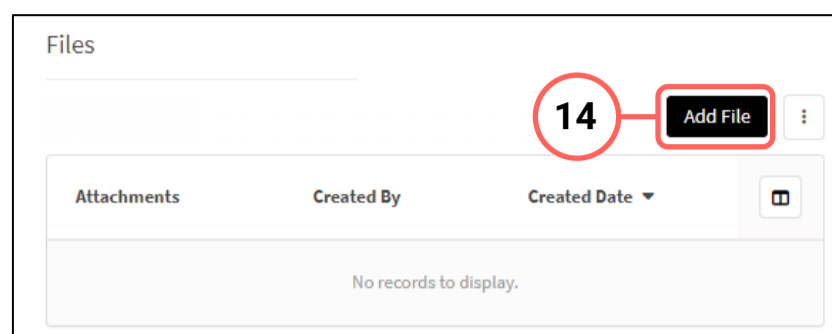 Files
14 Add File
Attachments Created By Created Date
No records to display.